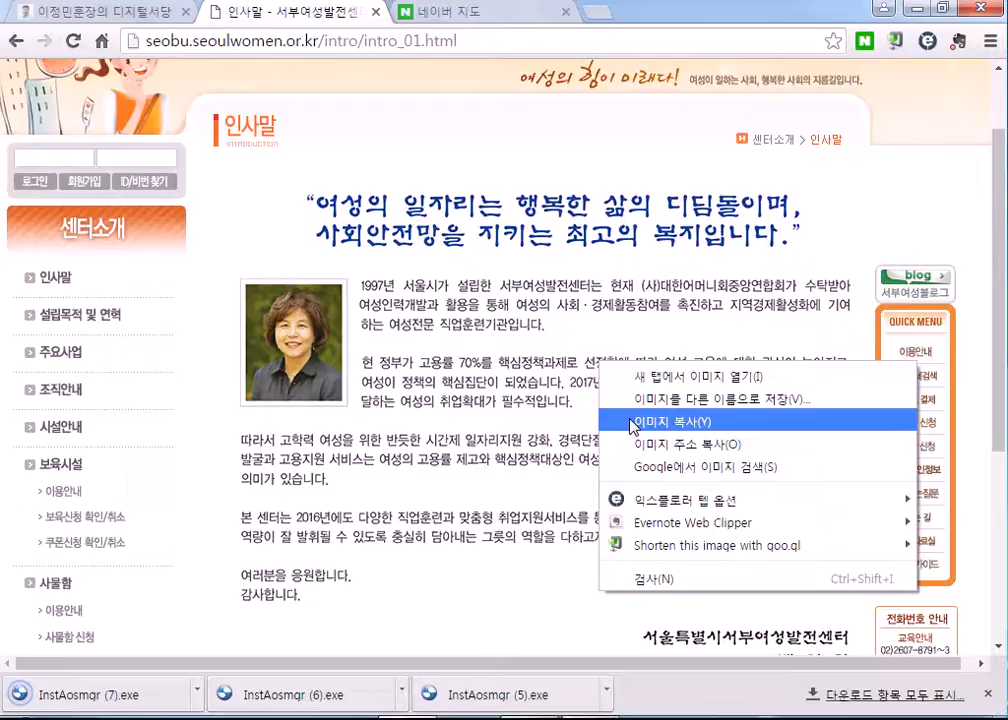 이정민훈장의 디지털서당
인사말 - 서부여성발전센
네이버 지도
seobu.seoulwomen.or.kr/intro/intro_01.html
여성의 힘이 미래다! 여성이 일하는 사회, 행복한 사회의 지름길입니다.
인사말
INTRODUCTION
센터소개 > 인사말
로그인 회원가입 ID/비번 찾기
센터소개
인사말
설립목적 및 연혁
주요사업
조직안내
시설안내
보육시설
> 이용안내
> 보육신청 확인/취소
> 쿠폰신청 확인/취소
사물함
> 이용안내
> 사물함 신청
“여성의 일자리는 행복한 삶의 디딤돌이며,
사회안전망을 지키는 최고의 복지입니다.”
1997년 서울시가 설립한 서부여성발전센터는 현재 (사)대한어머니회중앙연합회가 수탁받아
여성인력개발과 활용을 통해 여성의 사회·경제활동참여를 촉진하고 지역경제활성화에 기여
하는 여성전문 직업훈련기관입니다.
현 정부가 고용률 70%를 핵심정책과제로
여성이 정책의 핵심집단이 되었습니다. 2017년
달하는 여성의 취업확대가 필수적입니다.
따라서 고학력 여성을 위한 반듯한 시간제 일자리지원 강화, 경력단절
발굴과 고용지원 서비스는 여성의 고용률 제고와 핵심정책대상인 여성
의미가 있습니다.
본 센터는 2016년에도 다양한 직업훈련과 맞춤형 취업지원서비스를 통
역량이 잘 발휘될 수 있도록 충실히 담아내는 그릇의 역할을 다하고
여러분을 응원합니다.
감사합니다.
서울특별시서부여성발전센터
새 탭에서 이미지 열기(I)
이미지를 다른 이름으로 저장(V)...
이미지 복사(Y)
이미지 주소 복사(O)
Google에서 이미지 검색(S)
익스플로러 탭 옵션
Evernote Web Clipper
Shorten this image with goo.gl
검사(N) Ctrl+Shift+I
blog >
서부여성블로그
QUICK MENU
이용안내
검색
결제
신청
신청
인정보
는질문
는 길
료실
가이드
전화번호 안내
교육안내
02)2607-8791~3
InstAosmgr (7).exe
InstAosmgr (6).exe
InstAosmgr (5).exe
다운로드 항목 모두 표시...